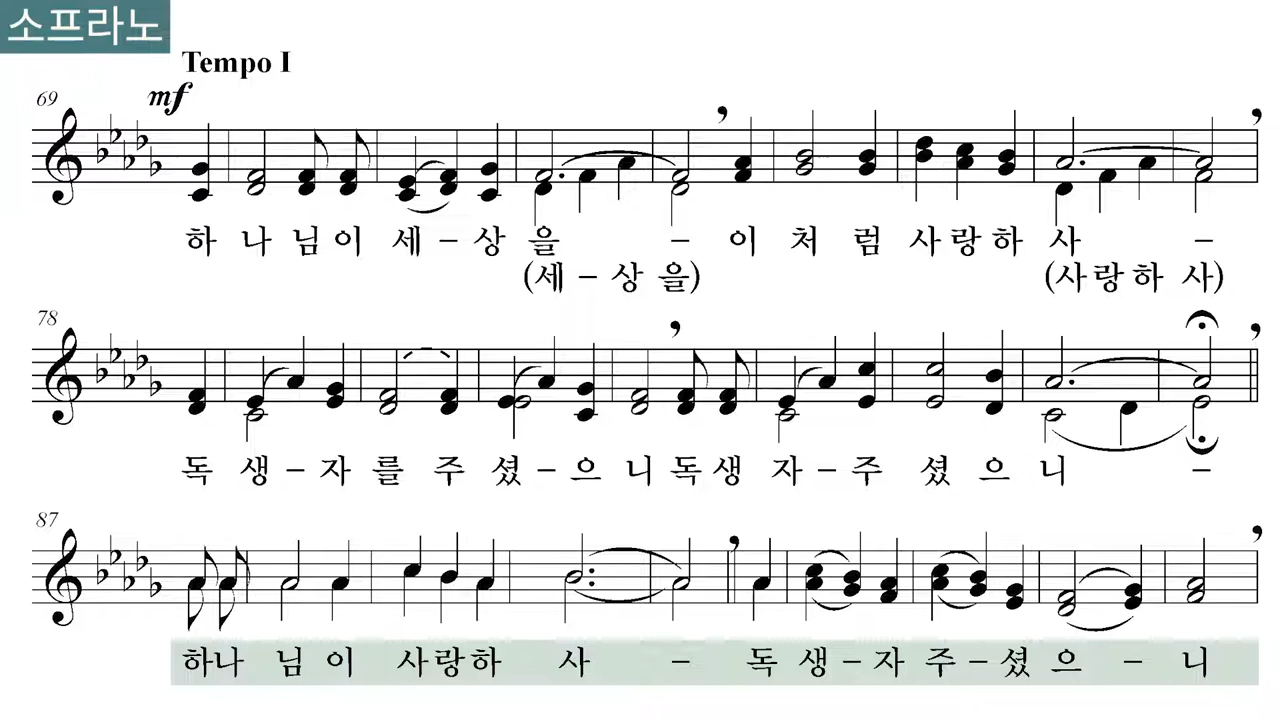 소프라노
Tempo I
69
mf
하 나 님 이 세 – 상 을 – 이 처 럼 사 랑 하 사 –
(세 – 상 을) (사 랑 하 사)
78
독 생 – 자 를 주 셨 – 으 니 독 생 자 – 주 셨 으 니 –
87
하 나 님 이 사 랑 하 사 – 독 생 – 자 주 – 셨 으 – 니